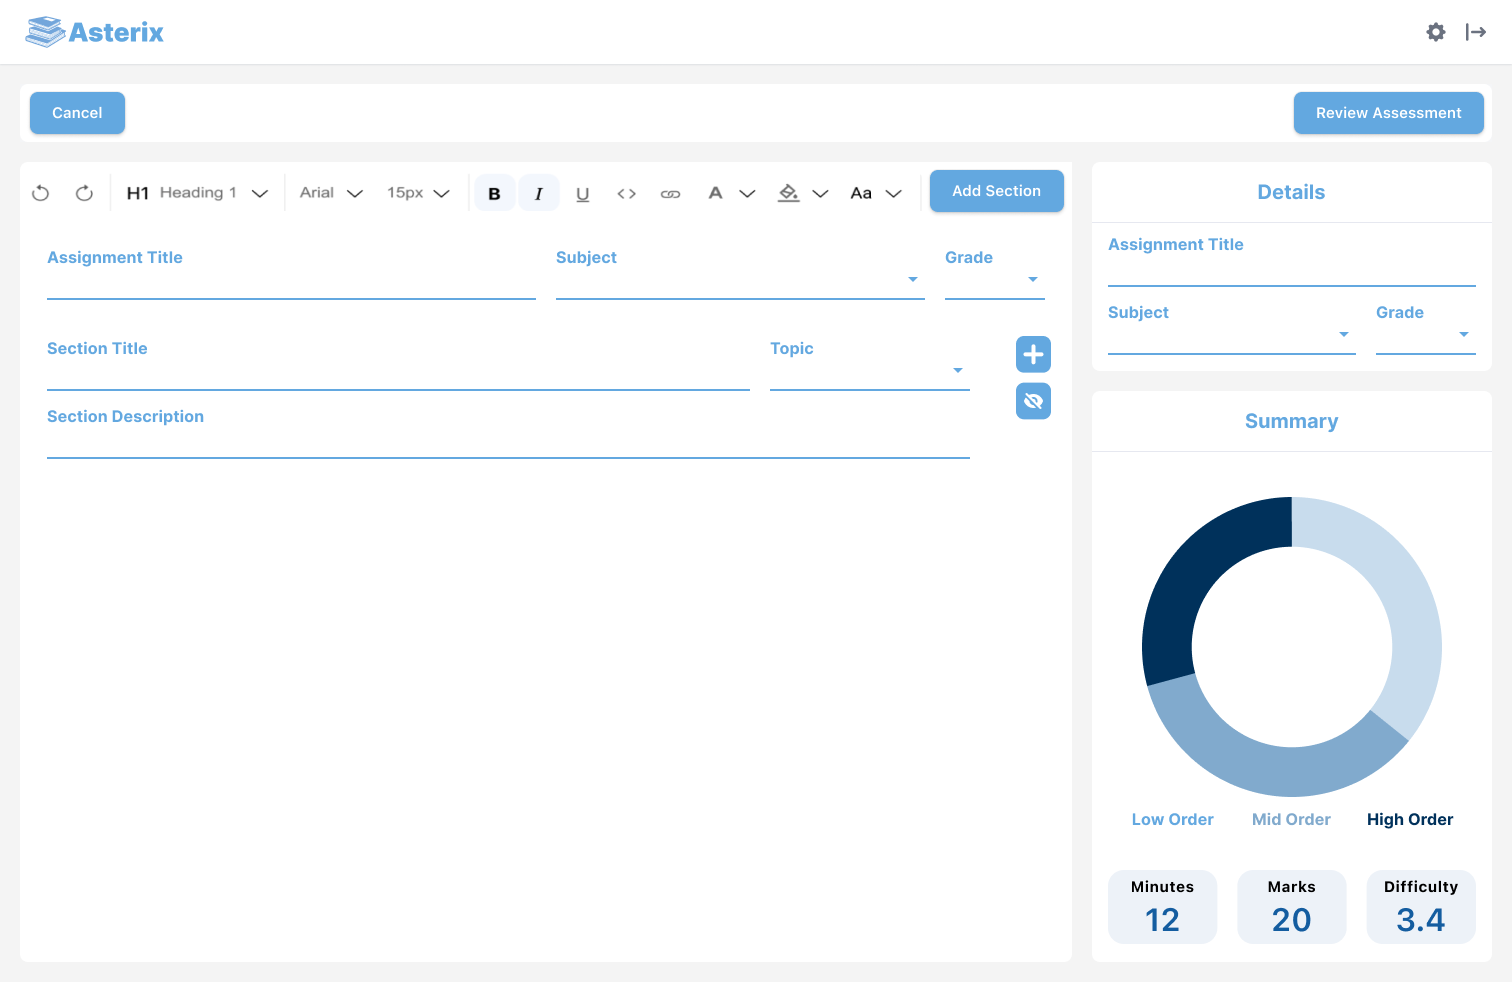 Asterix
Cancel
Review Assessment
H1 Heading 1 Arial 15px B I U <> A Aa Add Section
Assignment Title Subject Grade
Section Title Topic
Section Description
Details
Assignment Title
Subject Grade
Summary
Low Order Mid Order High Order
Minutes Marks Difficulty
12 20 3.4